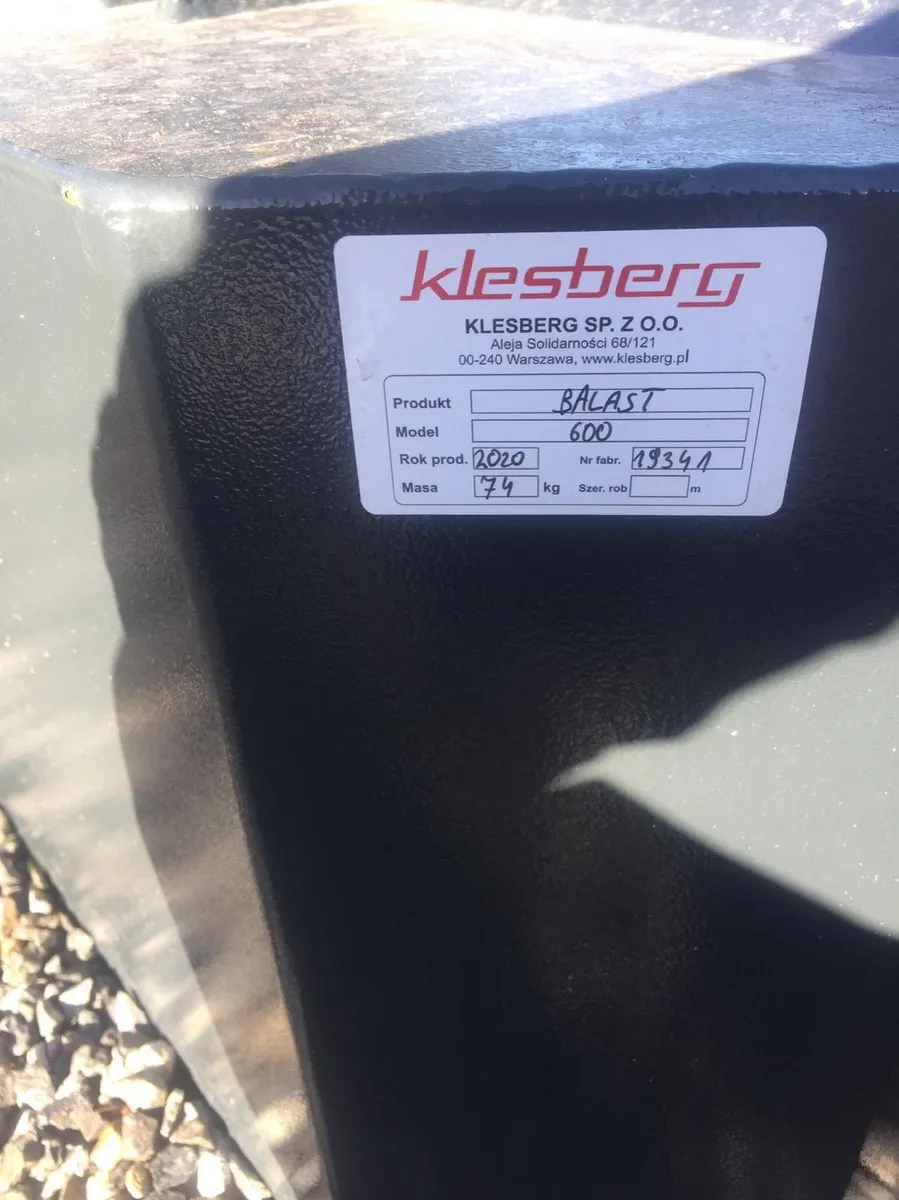 klesberg
KLESBERG SP. Z O.O.
Aleja Solidarności 68/121
00-240 Warszawa, www.klesberg.pl
Produkt BALAST
Model 600
Rok prod. 2020 Nr fabr. 19341
Masa 74 kg Szer. rob m